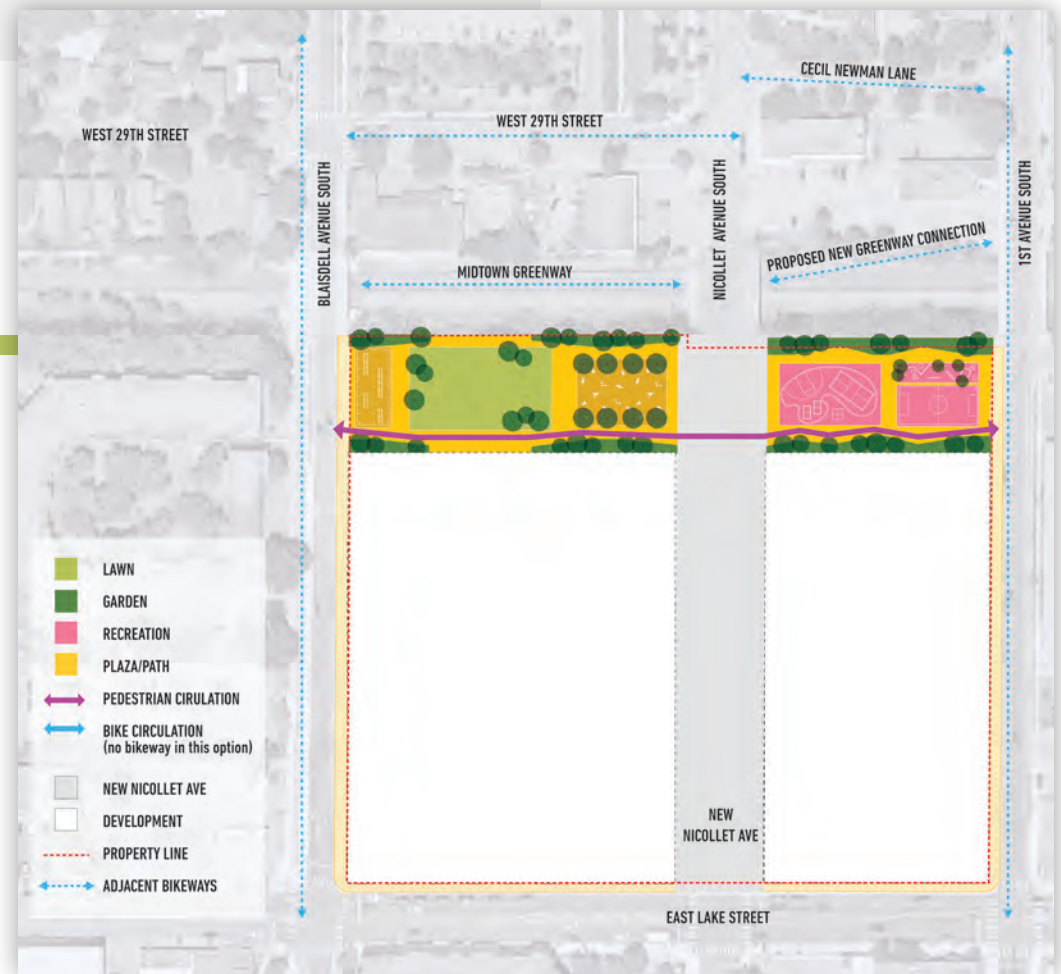 CECIL NEWMAN LANE
WEST 29TH STREET
WEST 29TH STREET
BLAISDELL AVENUE SOUTH
NICOLLET AVENUE SOUTH
1ST AVENUE SOUTH
MIDTOWN GREENWAY
PROPOSED NEW GREENWAY CONNECTION
LAWN
GARDEN
RECREATION
PLAZA/PATH
PEDESTRIAN CIRULATION
BIKE CIRCULATION
(no bikeway in this option)
NEW NICOLLET AVE
DEVELOPMENT
PROPERTY LINE
ADJACENT BIKEWAYS
NEW
NICOLLET AVE
EAST LAKE STREET